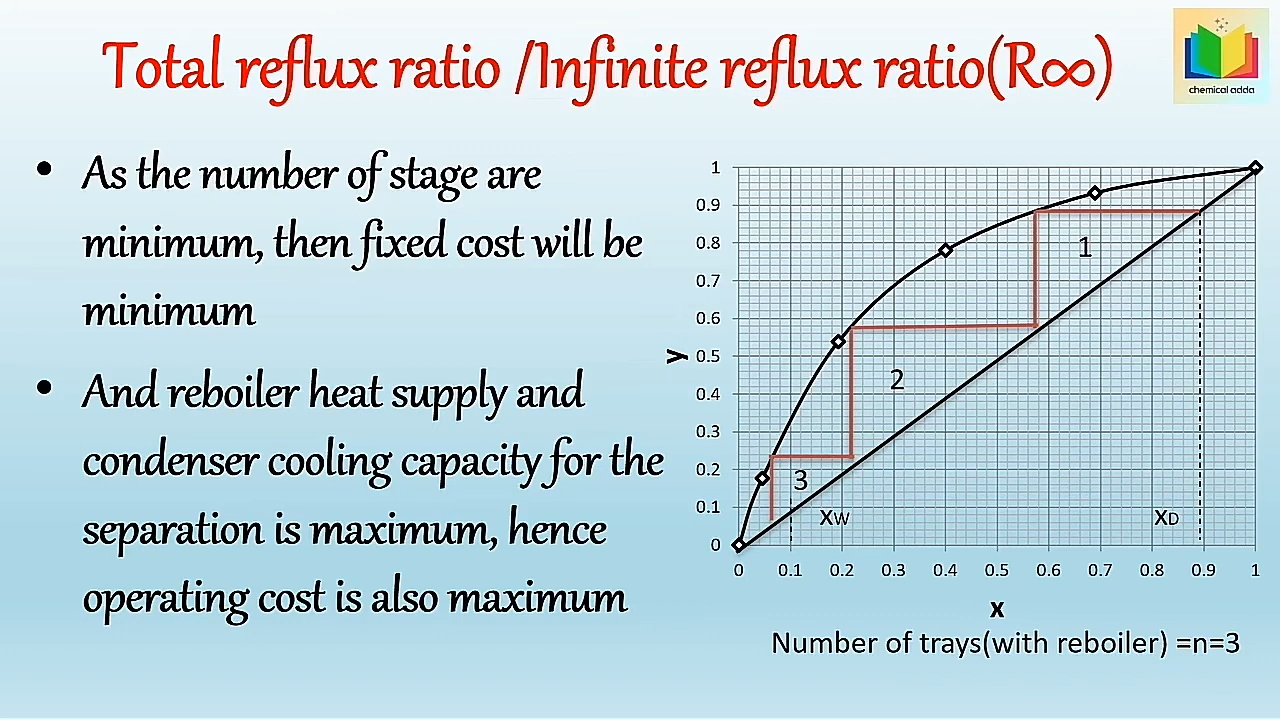 Total reflux ratio /Infinite reflux ratio(R∞)
chemical adda
• As the number of stage are
minimum, then fixed cost will be
minimum
• And reboiler heat supply and
condenser cooling capacity for the
separation is maximum, hence
operating cost is also maximum
1
0.9
0.8
0.7
0.6
0.5
0.4
0.3
0.2
0.1
0
y
1
2
3
XW
XD
0 0.1 0.2 0.3 0.4 0.5 0.6 0.7 0.8 0.9 1
x
Number of trays(with reboiler) =n=3